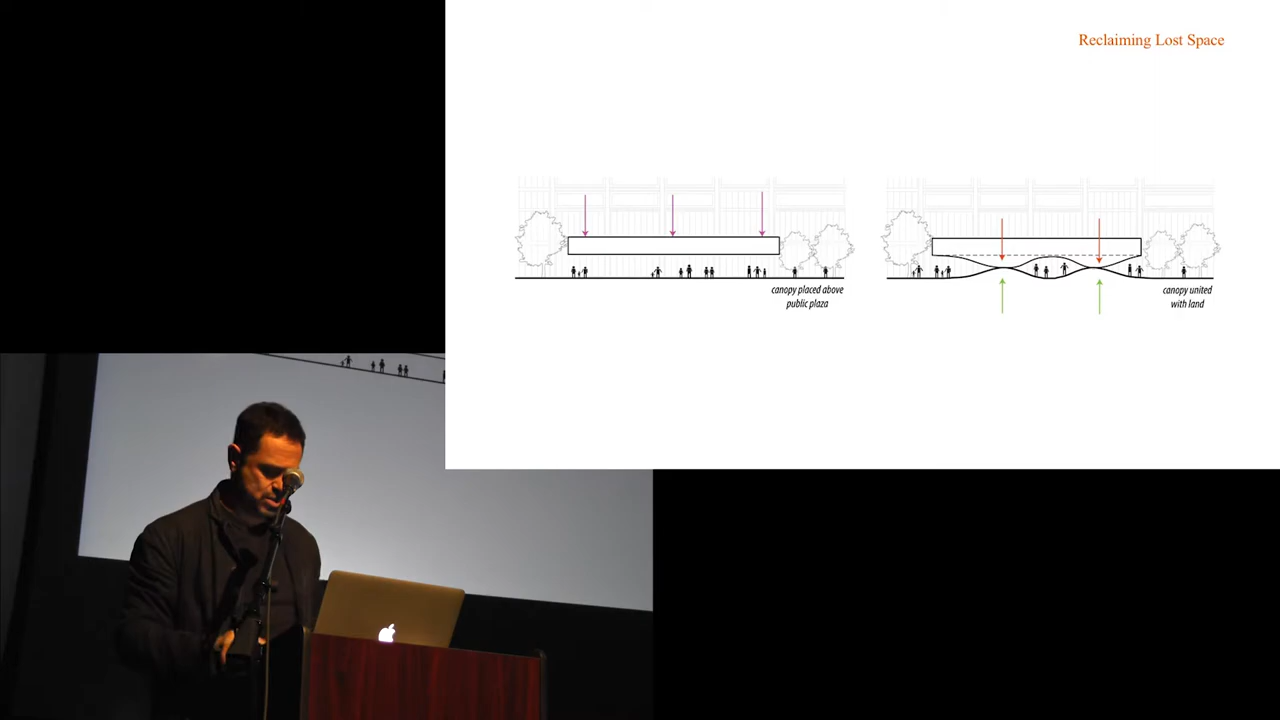 Reclaiming Lost Space
canopy placed above
public plaza
canopy united
with land